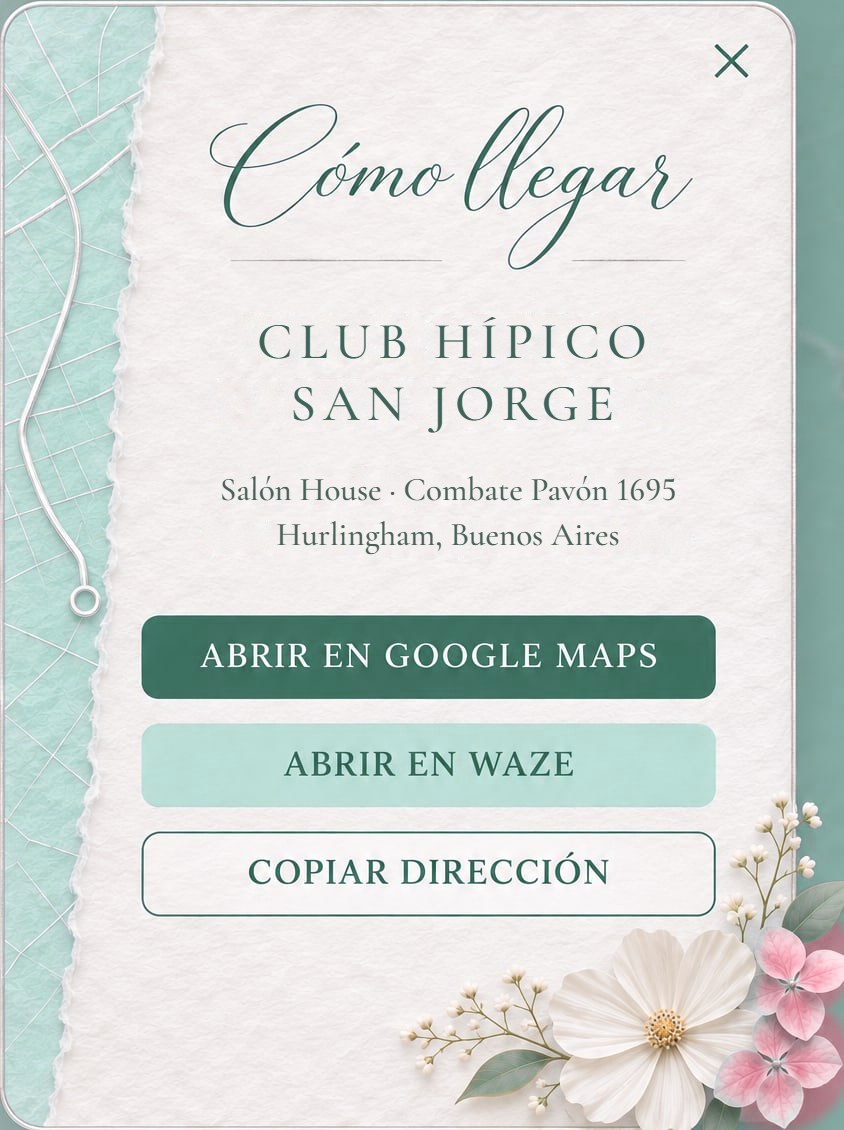 Cómo llegar
CLUB HÍPICO
SAN JORGE
Salón House · Combate Pavón 1695
Hurlingham, Buenos Aires
ABRIR EN GOOGLE MAPS
ABRIR EN WAZE
COPIAR DIRECCIÓN